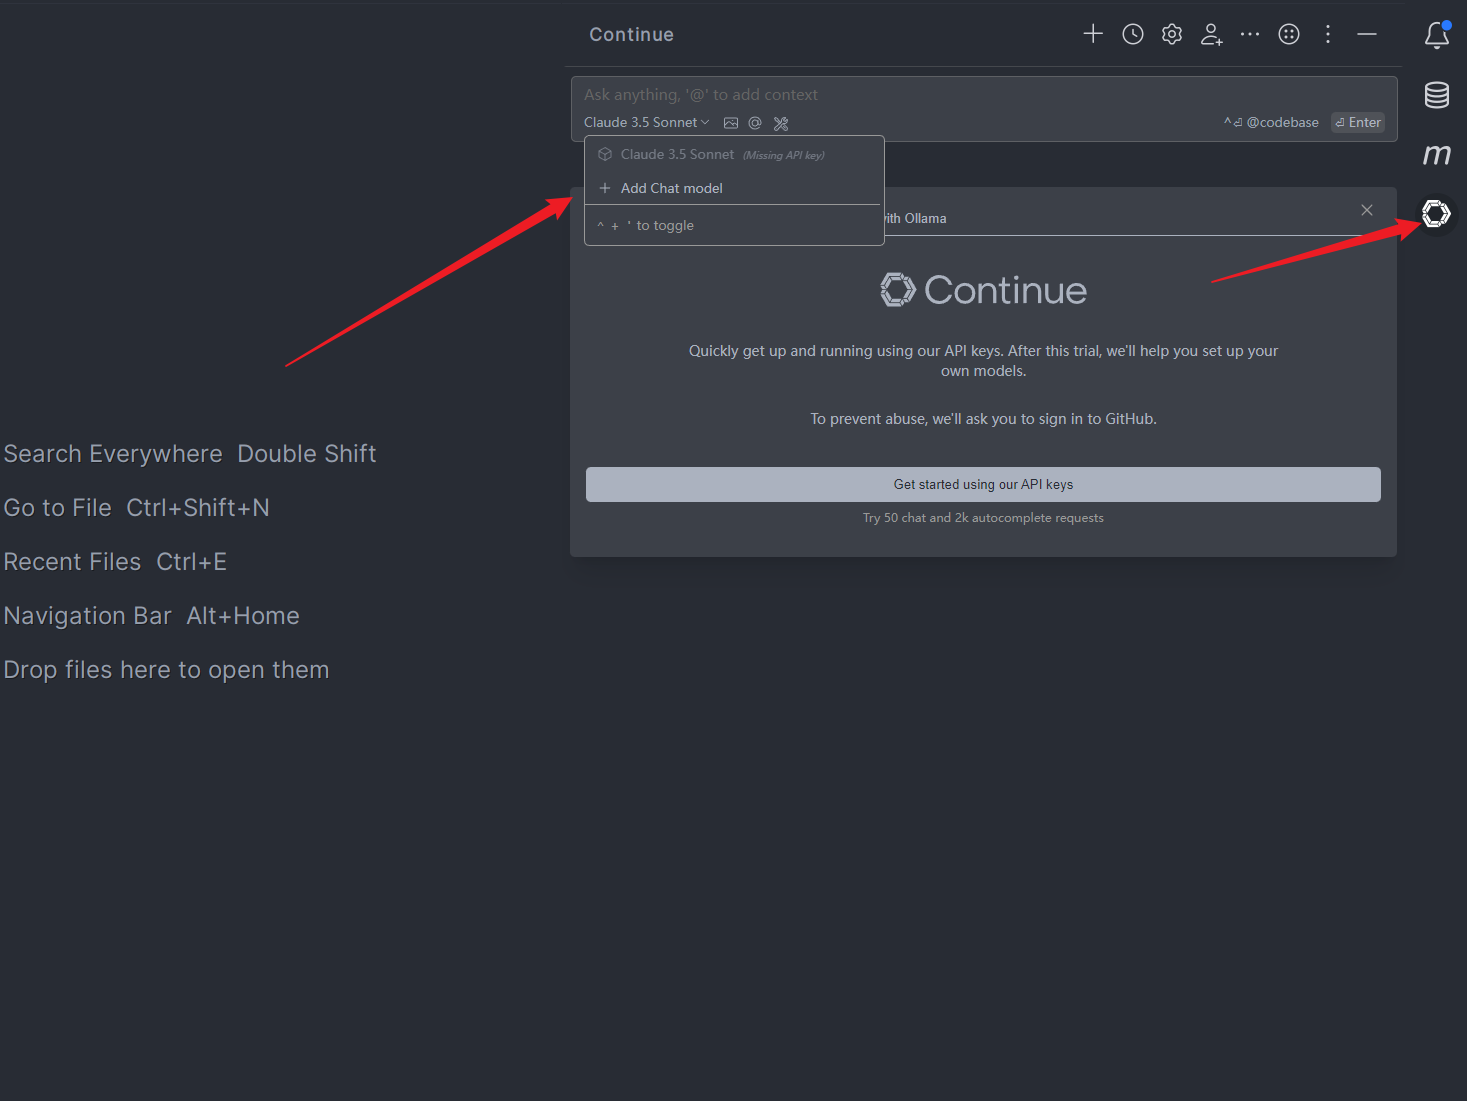 Continue
Ask anything, '@' to add context
Claude 3.5 Sonnet
^⏎ @codebase
⏎ Enter
Claude 3.5 Sonnet (Missing API key)
+ Add Chat model
^ + ' to toggle
with Ollama
Continue
Quickly get up and running using our API keys. After this trial, we'll help you set up your
own models.
To prevent abuse, we'll ask you to sign in to GitHub.
Get started using our API keys
Try 50 chat and 2k autocomplete requests
m
Search Everywhere Double Shift
Go to File Ctrl+Shift+N
Recent Files Ctrl+E
Navigation Bar Alt+Home
Drop files here to open them